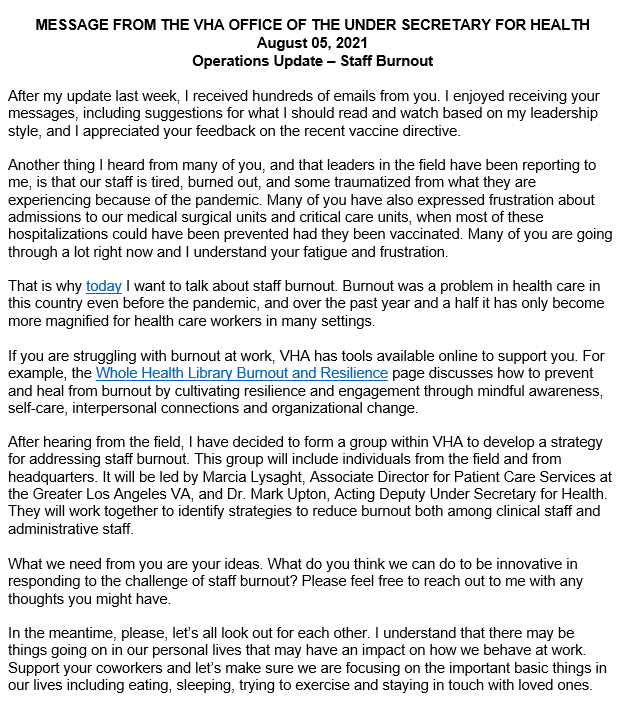 MESSAGE FROM THE VHA OFFICE OF THE UNDER SECRETARY FOR HEALTH
August 05, 2021
Operations Update – Staff Burnout
After my update last week, I received hundreds of emails from you. I enjoyed receiving your
messages, including suggestions for what I should read and watch based on my leadership
style, and I appreciated your feedback on the recent vaccine directive.
Another thing I heard from many of you, and that leaders in the field have been reporting to
me, is that our staff is tired, burned out, and some traumatized from what they are
experiencing because of the pandemic. Many of you have also expressed frustration about
admissions to our medical surgical units and critical care units, when most of these
hospitalizations could have been prevented had they been vaccinated. Many of you are going
through a lot right now and I understand your fatigue and frustration.
That is why today I want to talk about staff burnout. Burnout was a problem in health care in
this country even before the pandemic, and over the past year and a half it has only become
more magnified for health care workers in many settings.
If you are struggling with burnout at work, VHA has tools available online to support you. For
example, the Whole Health Library Burnout and Resilience page discusses how to prevent
and heal from burnout by cultivating resilience and engagement through mindful awareness,
self-care, interpersonal connections and organizational change.
After hearing from the field, I have decided to form a group within VHA to develop a strategy
for addressing staff burnout. This group will include individuals from the field and from
headquarters. It will be led by Marcia Lysaght, Associate Director for Patient Care Services at
the Greater Los Angeles VA, and Dr. Mark Upton, Acting Deputy Under Secretary for Health.
They will work together to identify strategies to reduce burnout both among clinical staff and
administrative staff.
What we need from you are your ideas. What do you think we can do to be innovative in
responding to the challenge of staff burnout? Please feel free to reach out to me with any
thoughts you might have.
In the meantime, please, let’s all look out for each other. I understand that there may be
things going on in our personal lives that may have an impact on how we behave at work.
Support your coworkers and let’s make sure we are focusing on the important basic things in
our lives including eating, sleeping, trying to exercise and staying in touch with loved ones.